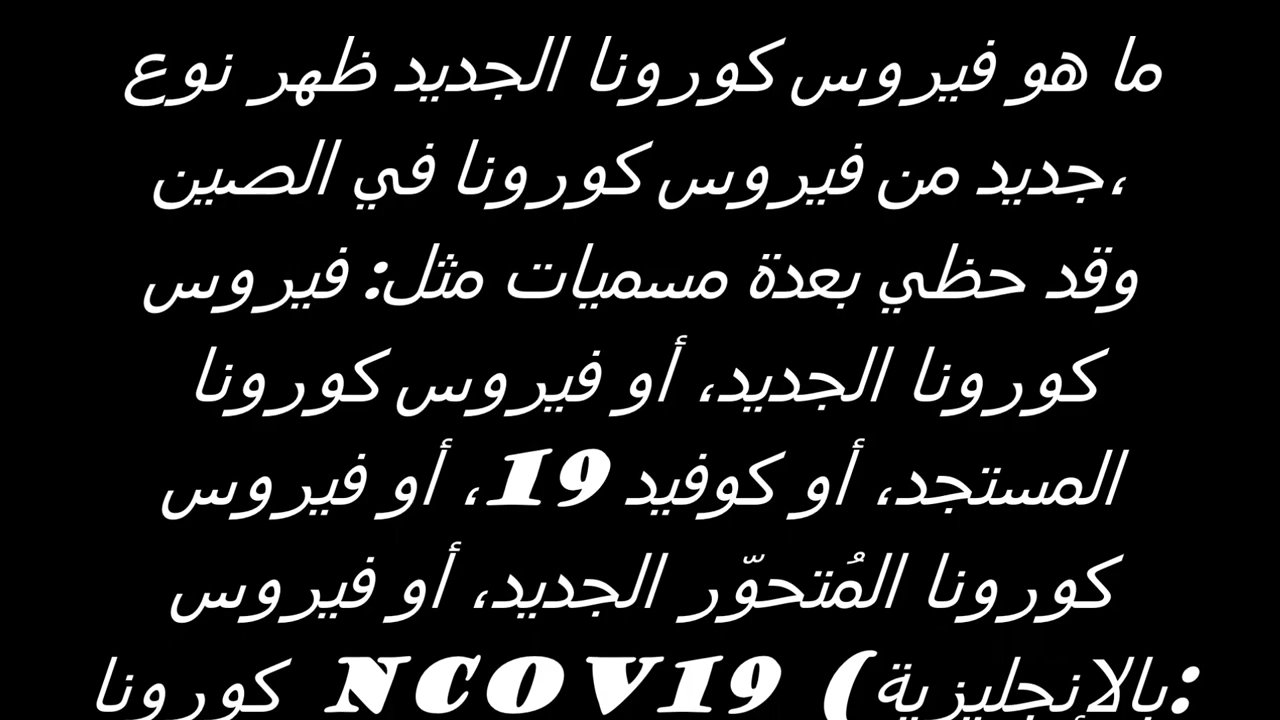 ما هو فيروس كورونا الجديد ظهر نوع
جديد من فيروس كورونا في الصين،
وقد حظي بعدة مسميات مثل: فيروس
كورونا الجديد، أو فيروس كورونا
المستجد، أو كوفيد 19، أو فيروس
كورونا المُتحوّر الجديد، أو فيروس
كورونا NCOV19 (بالإنجليزية: